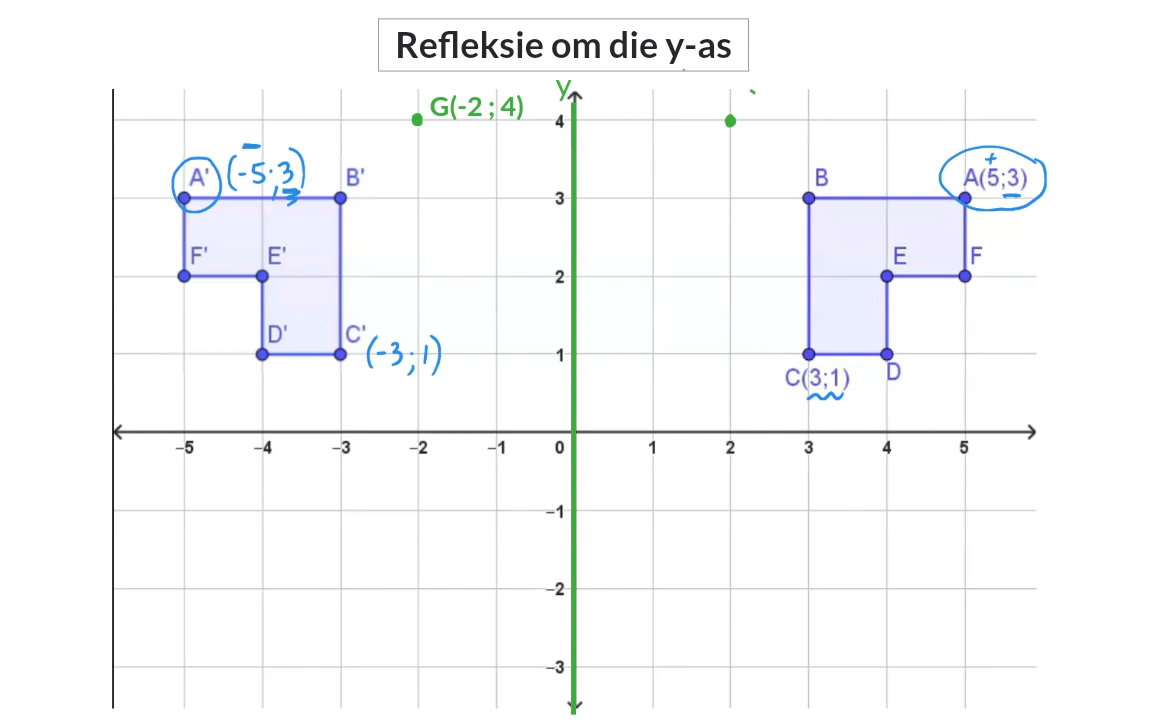 Refleksie om die y-as
y
G(-2 ; 4)
4
A' (-5;3) B' B + A(5;3)
3
F' E' E F
2
D' C' (-3;1)
1
C(3;1) D
-5 -4 -3 -2 -1 0 1 2 3 4 5
-1
-2
-3